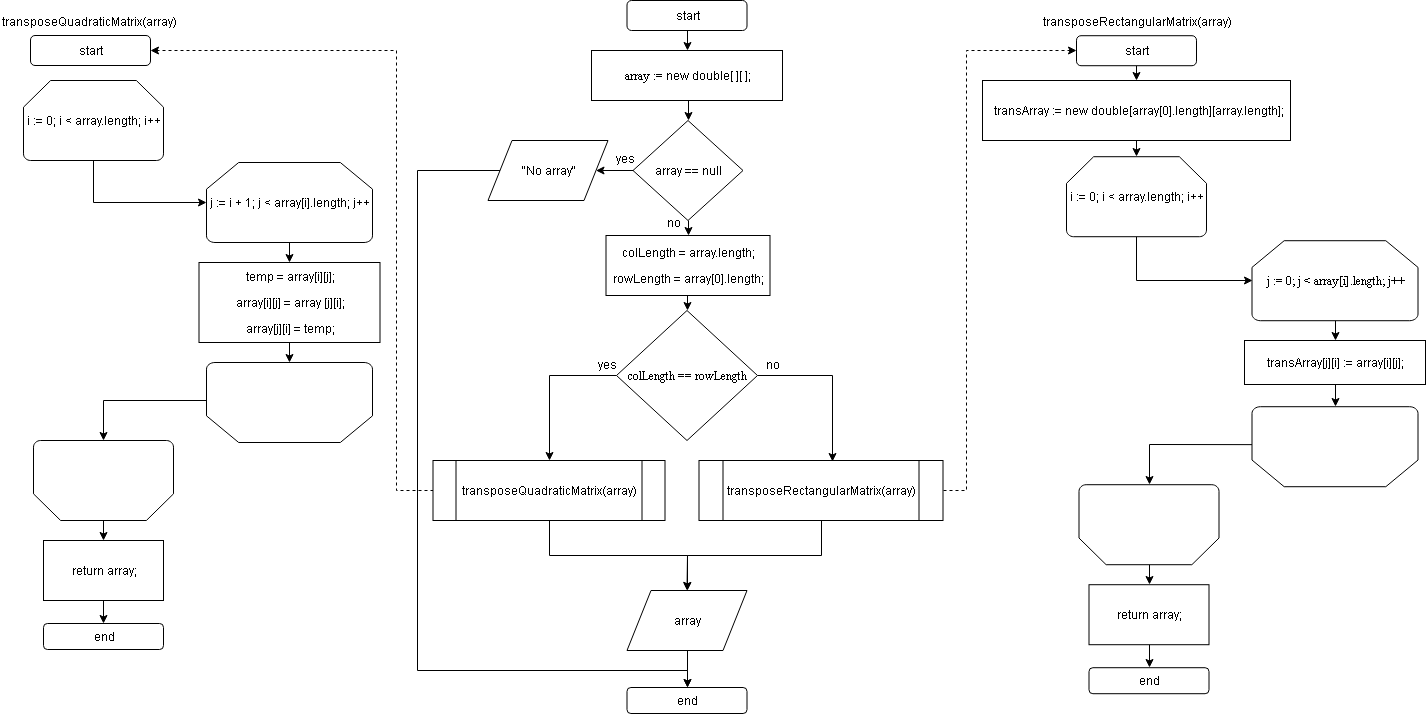 transposeQuadraticMatrix(array)
start
i := 0; i < array.length; i++
j := i + 1; j < array[i].length; j++
temp = array[i][j];
array[i][j] = array [j][i];
array[j][i] = temp;
return array;
end
start
array := new double[ ][ ];
array == null
yes
"No array"
no
colLength = array.length;
rowLength = array[0].length;
colLength == rowLength
yes
no
transposeQuadraticMatrix(array)
transposeRectangularMatrix(array)
array
end
transposeRectangularMatrix(array)
start
transArray := new double[array[0].length][array.length];
i := 0; i < array.length; i++
j := 0; j < array[i].length; j++
transArray[j][i] := array[i][j];
return array;
end